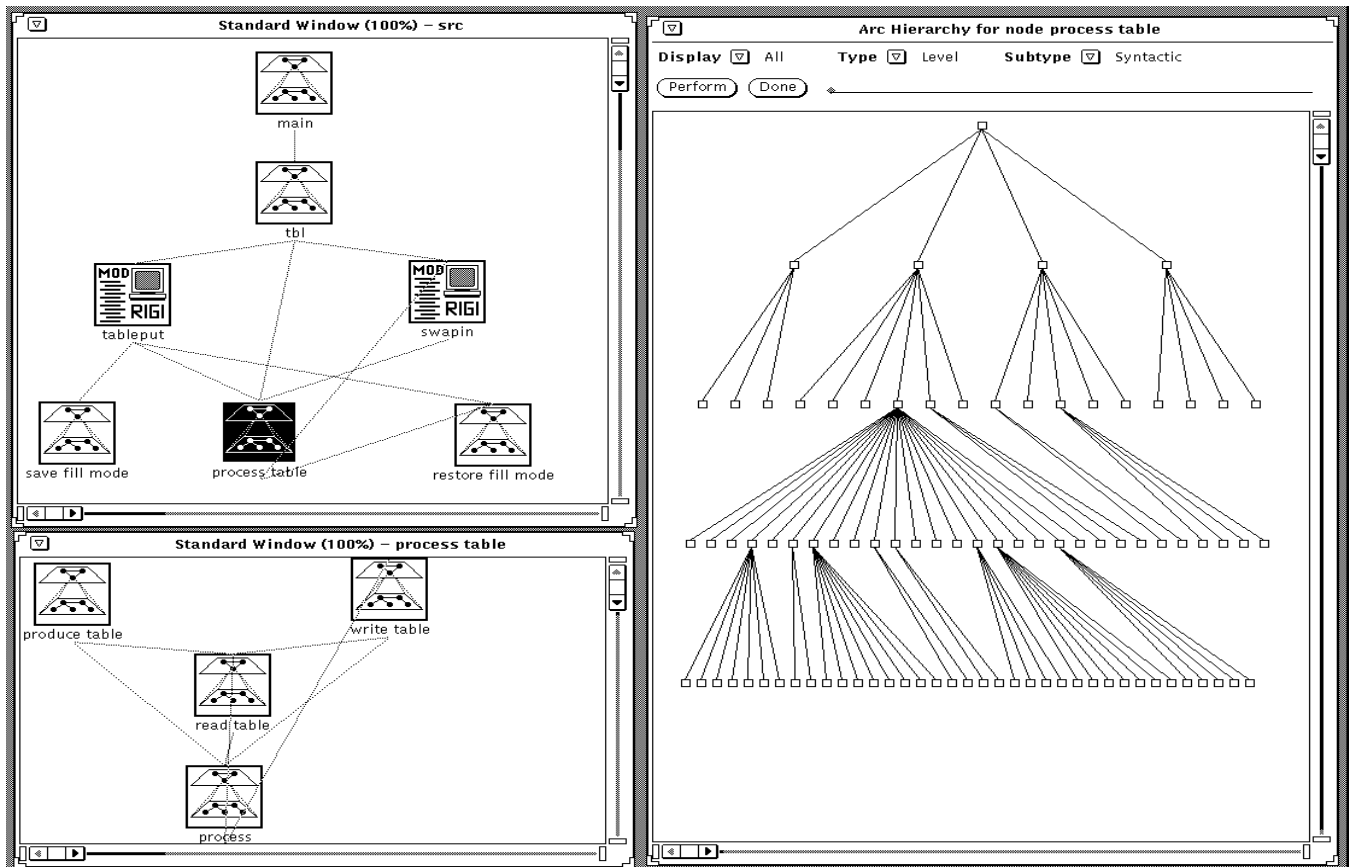 Standard Window (100%) – src
main
tbl
MOD
RIGI
tableput
MOD
RIGI
swapin
save fill mode
process table
restore fill mode
Standard Window (100%) – process table
produce table
write table
read table
process
Arc Hierarchy for node process table
Display All Type Level Subtype Syntactic
Perform Done